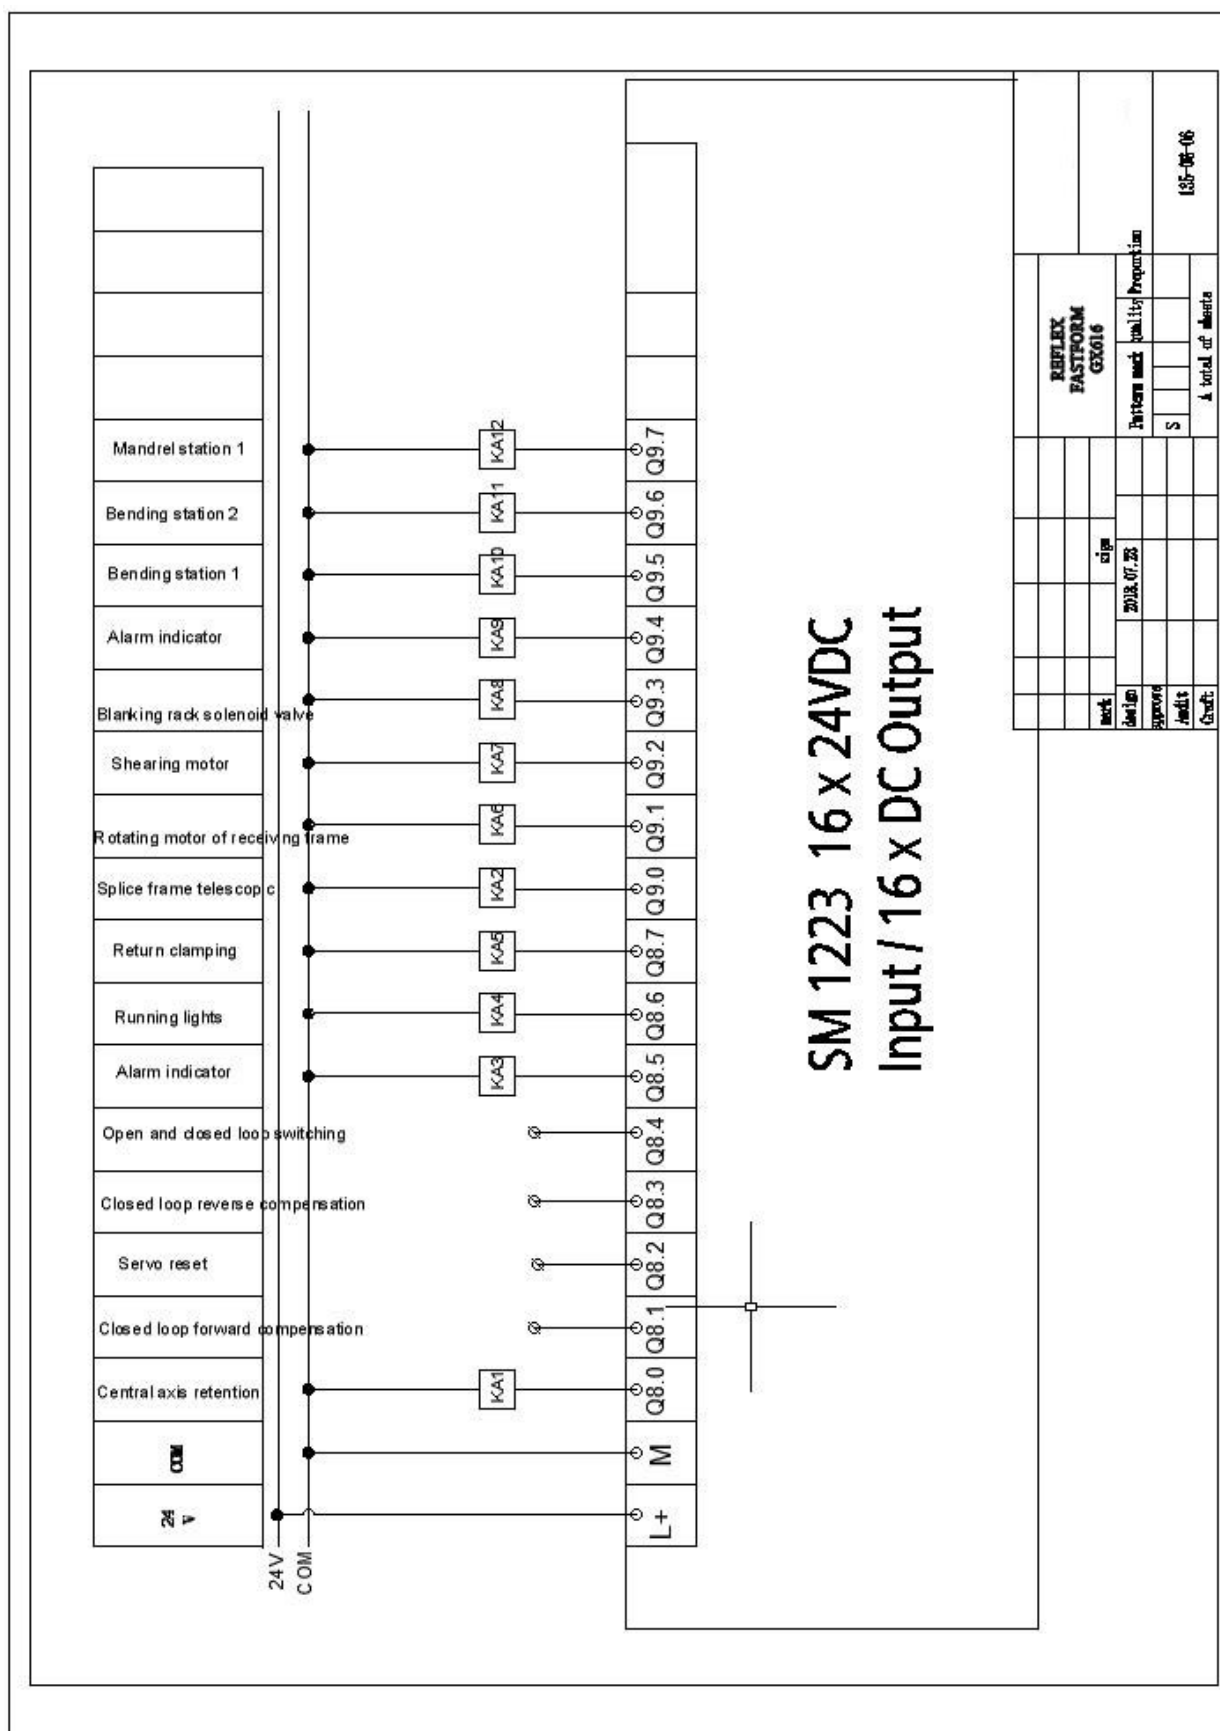 Mandrel station 1
KA12
Q9.7
Bending station 2
KA11
Q9.6
Bending station 1
KA10
Q9.5
Alarm indicator
KA9
Q9.4
Blanking rack solenoid valve
KA8
Q9.3
Shearing motor
KA7
Q9.2
Rotating motor of receiving frame
KA6
Q9.1
Splice frame telescopic
KA2
Q9.0
Return clamping
KA5
Q8.7
Running lights
KA4
Q8.6
Alarm indicator
KA3
Q8.5
Open and closed loop switching
Q8.4
Closed loop reverse compensation
Q8.3
Servo reset
Q8.2
Closed loop forward compensation
Q8.1
Central axis retention
KA1
Q8.0
COM
M
24
V
L+
24V
COM
SM 1223 16 x 24VDC
Input / 16 x DC Output
REFLEX
FASTFORM
GX616
135-06-06
Pattern mark quality Proportion
S
A total of sheets
mark
sign
design
2018.07.23
approve
Audit
Craft